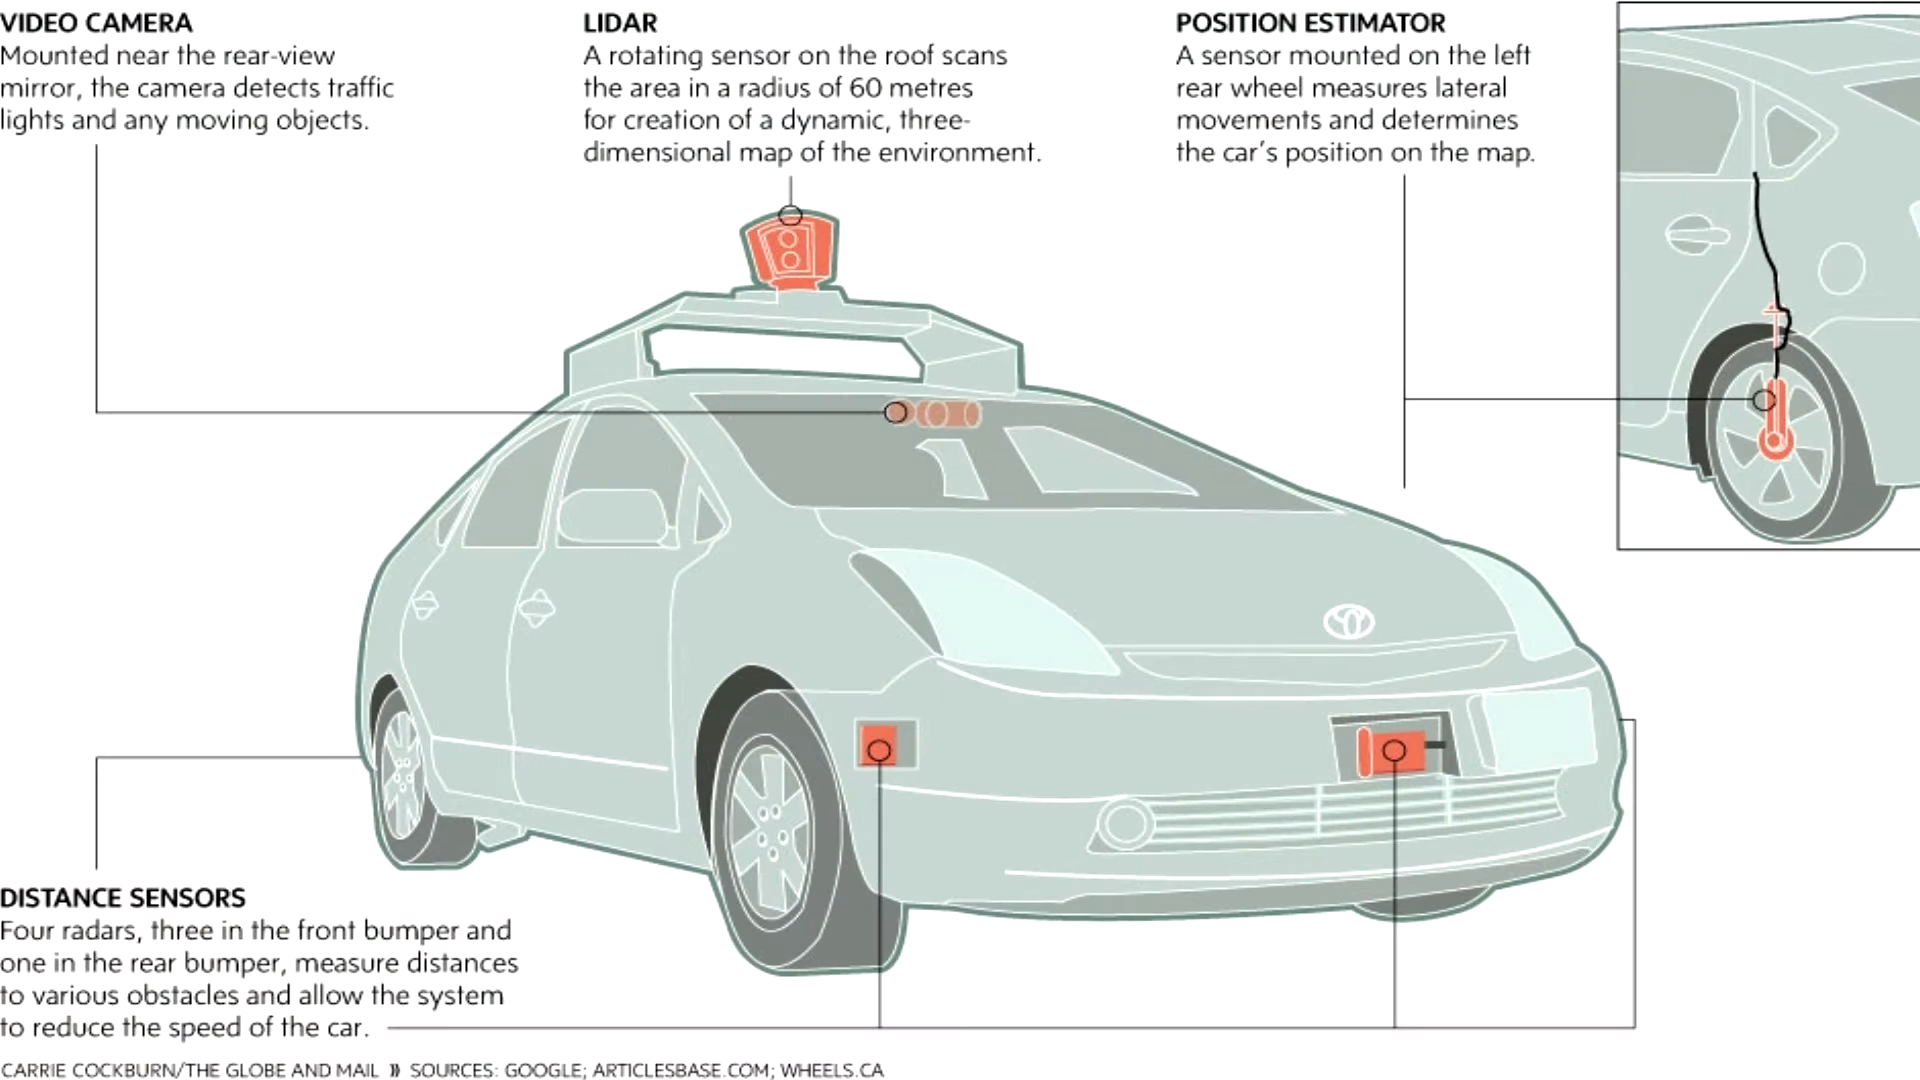 VIDEO CAMERA
Mounted near the rear-view
mirror, the camera detects traffic
lights and any moving objects.
LIDAR
A rotating sensor on the roof scans
the area in a radius of 60 metres
for creation of a dynamic, three-
dimensional map of the environment.
POSITION ESTIMATOR
A sensor mounted on the left
rear wheel measures lateral
movements and determines
the car's position on the map.
DISTANCE SENSORS
Four radars, three in the front bumper and
one in the rear bumper, measure distances
to various obstacles and allow the system
to reduce the speed of the car.
CARRIE COCKBURN/THE GLOBE AND MAIL » SOURCES: GOOGLE; ARTICLESBASE.COM; WHEELS.CA